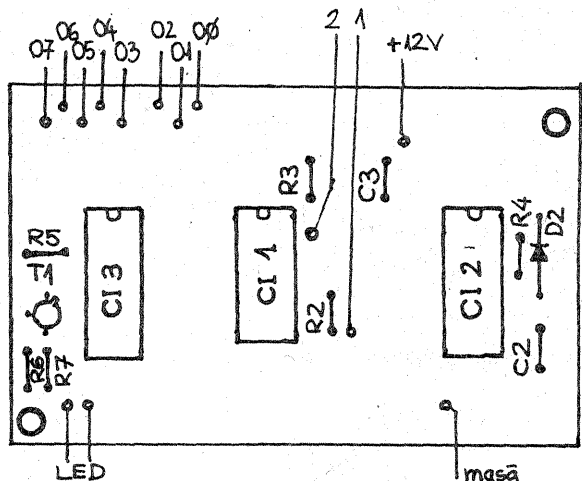 06 04 02 0Ø
07 05 03 01
2 1
+12V
R3
C3
R4
D2
R5
T1
CI 3
CI 1
CI 2
R2
C2
R6
R7
LED
masă